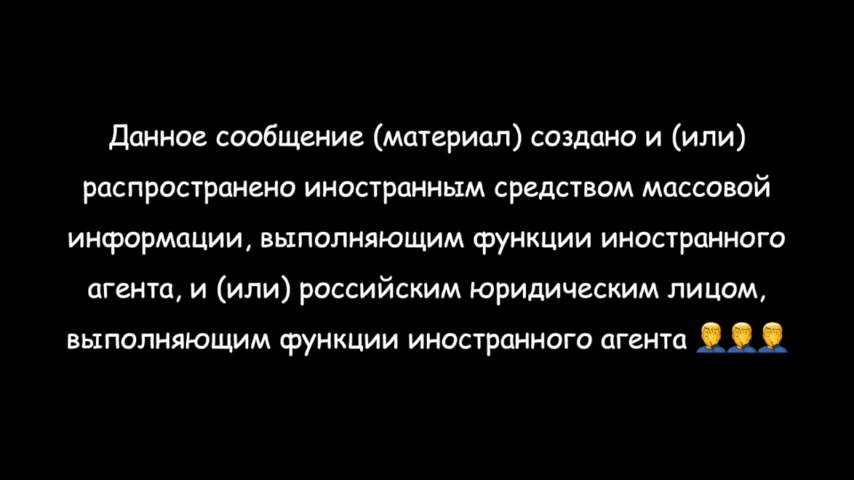 Данное сообщение (материал) создано и (или)
распространено иностранным средством массовой
информации, выполняющим функции иностранного
агента, и (или) российским юридическим лицом,
выполняющим функции иностранного агента 🤦‍♂️🤦‍♂️🤦‍♂️